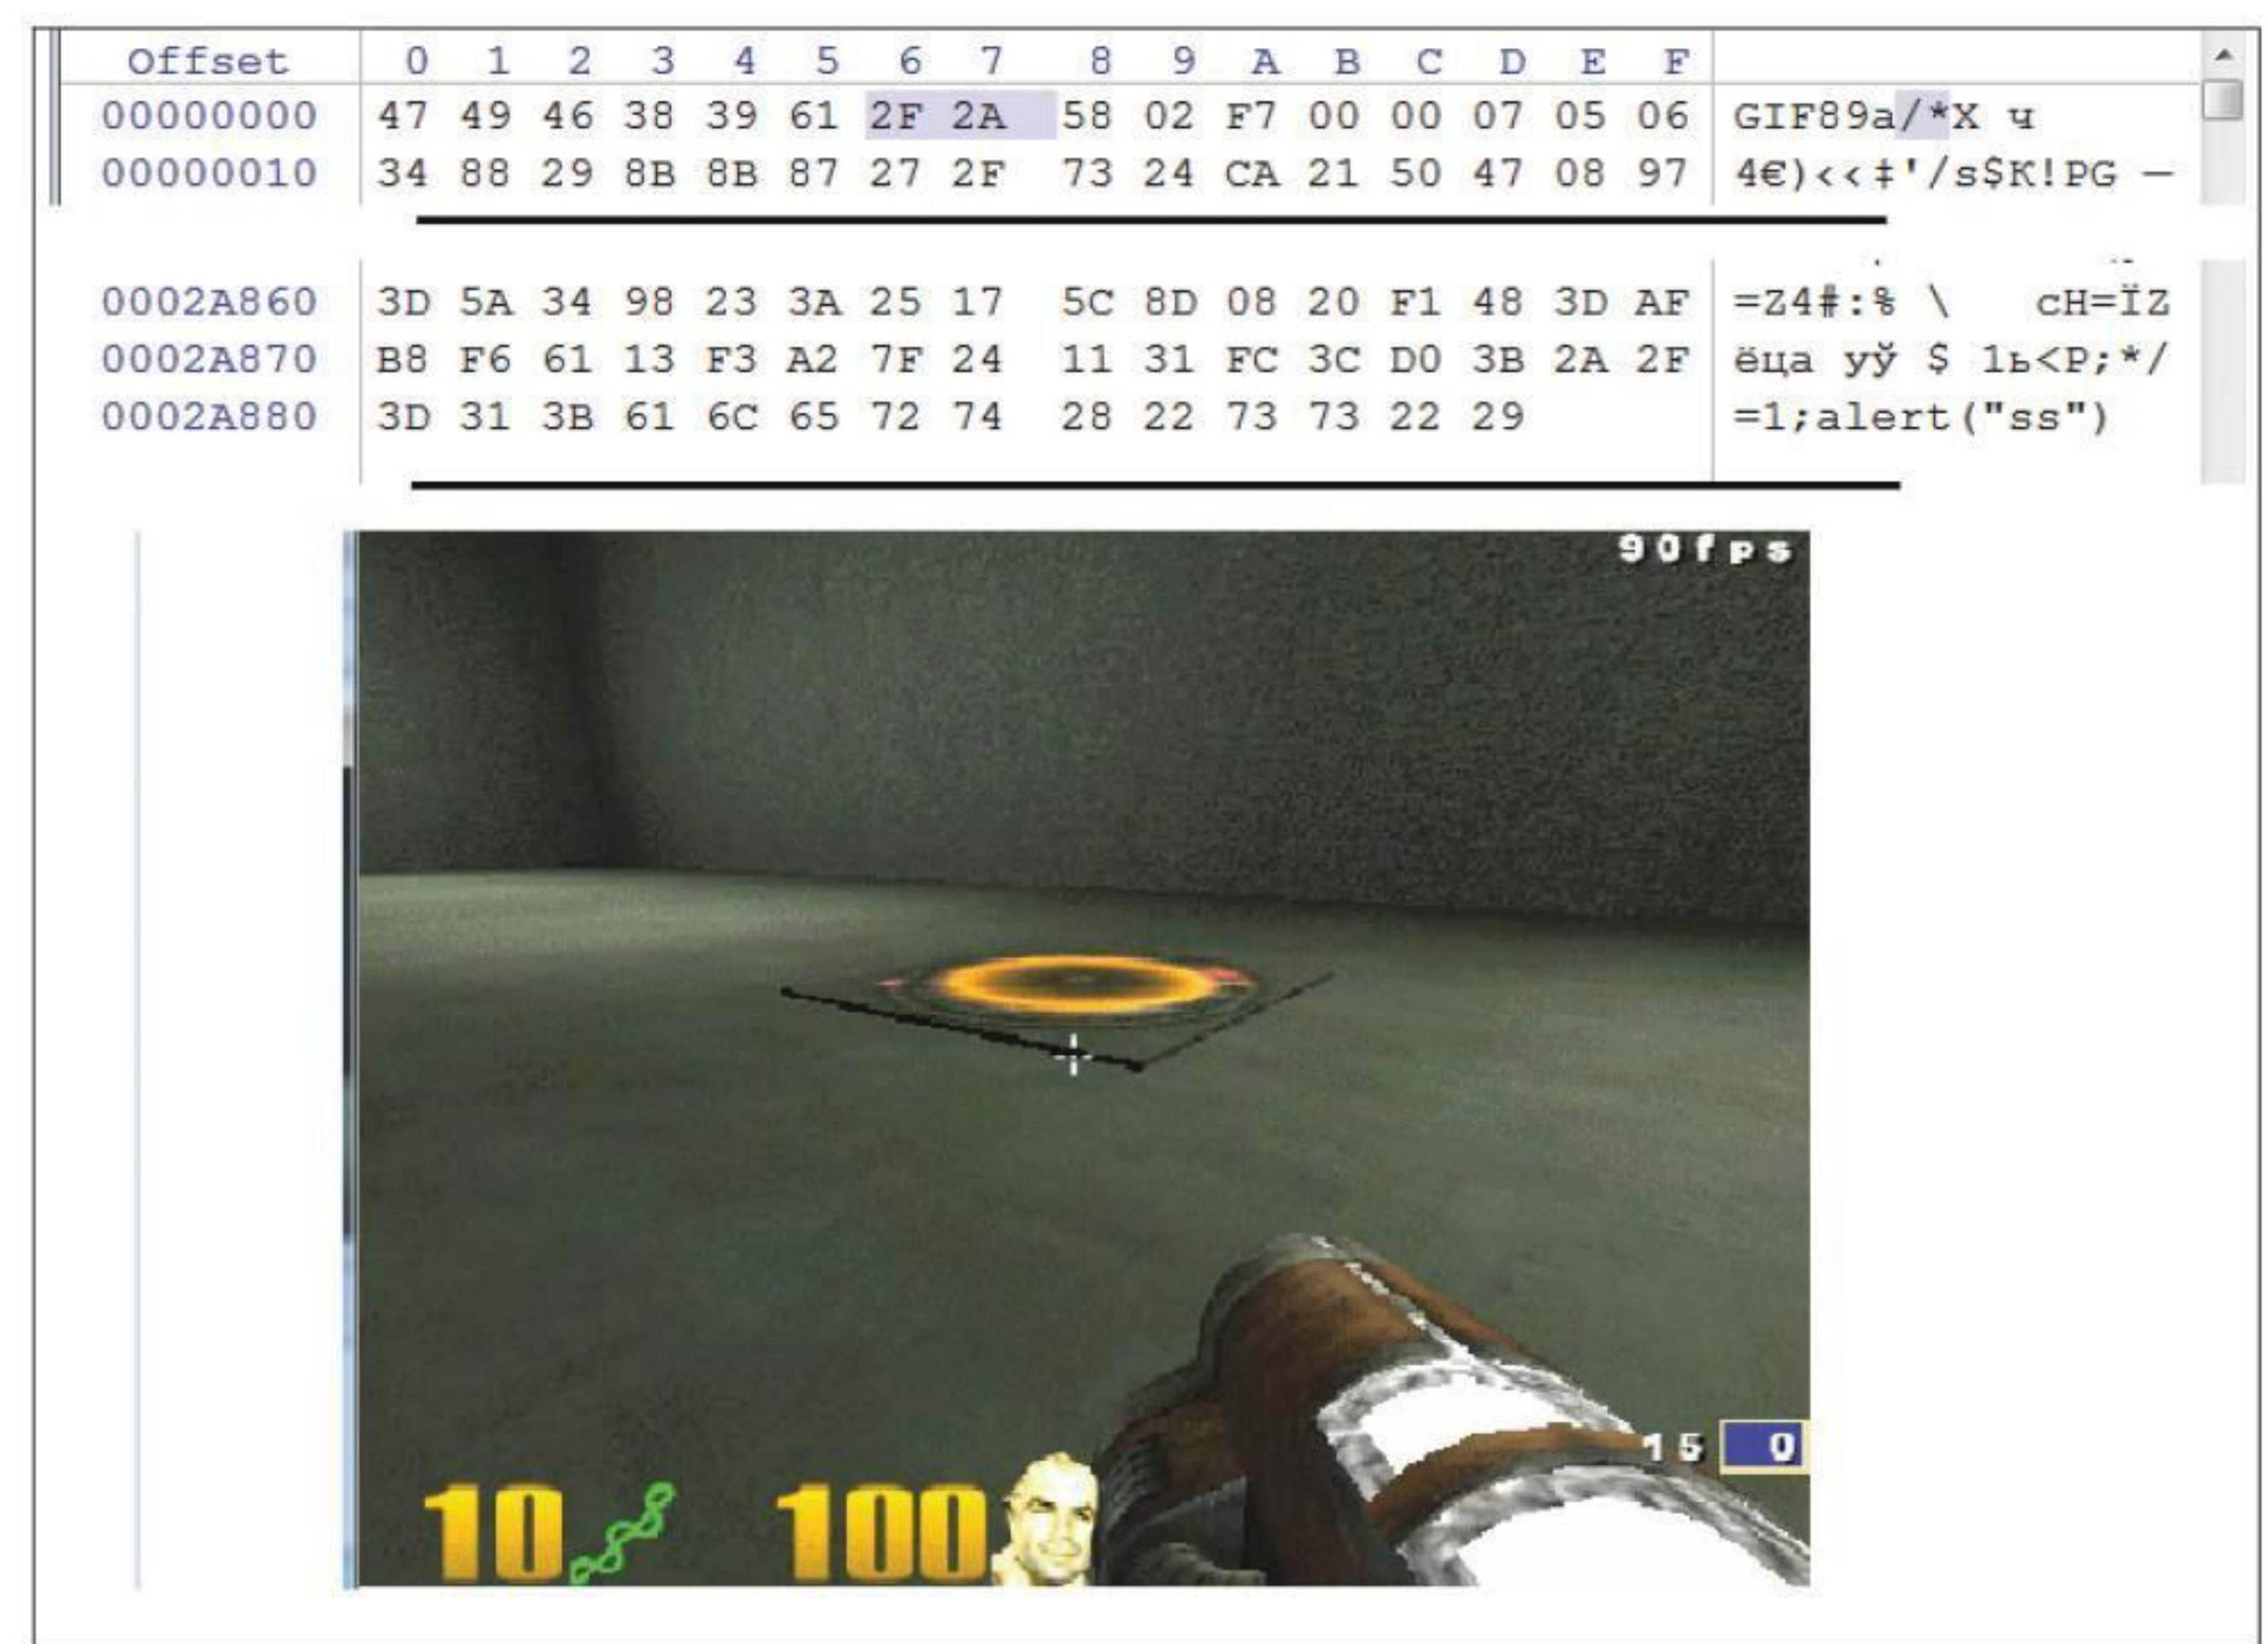 Offset 0 1 2 3 4 5 6 7 8 9 A B C D E F
00000000 47 49 46 38 39 61 2F 2A 58 02 F7 00 00 07 05 06 GIF89a/*X ч
00000010 34 88 29 8B 8B 87 27 2F 73 24 CA 21 50 47 08 97 4€)‹‹‡'/s$К!PG —
0002A860 3D 5A 34 98 23 3A 25 17 5C 8D 08 20 F1 48 3D AF =Z4#:% \ сH=ЇZ
0002A870 B8 F6 61 13 F3 A2 7F 24 11 31 FC 3C D0 3B 2A 2F ёца уў $ 1ь<Р;*/
0002A880 3D 31 3B 61 6C 65 72 74 28 22 73 73 22 29 =1;alert("ss")
90fps
15 0
10 100